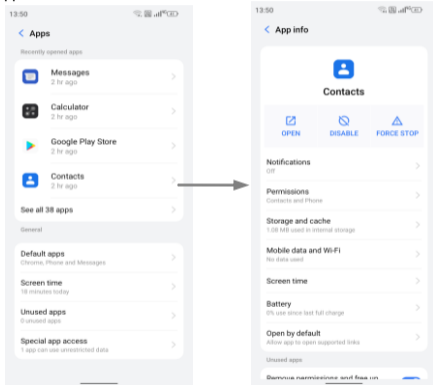 13:50
Apps
Recently opened apps
Messages
2 hr ago
Calculator
2 hr ago
Google Play Store
2 hr ago
Contacts
2 hr ago
See all 38 apps
General
Default apps
Chrome, Phone and Messages
Screen time
18 minutes today
Unused apps
0 unused apps
Special app access
1 app can use unrestricted data
13:50
App info
Contacts
OPEN
DISABLE
FORCE STOP
Notifications
Off
Permissions
Contacts and Phone
Storage and cache
1.08 MB used in internal storage
Mobile data and Wi-Fi
No data used
Screen time
Battery
0% use since last full charge
Open by default
Allow app to open supported links
Unused apps
Remove permissions and free up